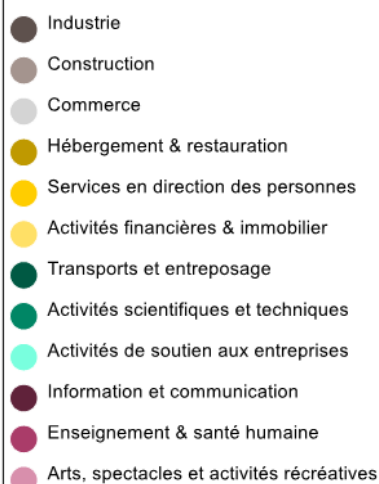 Industrie
Construction
Commerce
Hébergement & restauration
Services en direction des personnes
Activités financières & immobilier
Transports et entreposage
Activités scientifiques et techniques
Activités de soutien aux entreprises
Information et communication
Enseignement & santé humaine
Arts, spectacles et activités récréatives